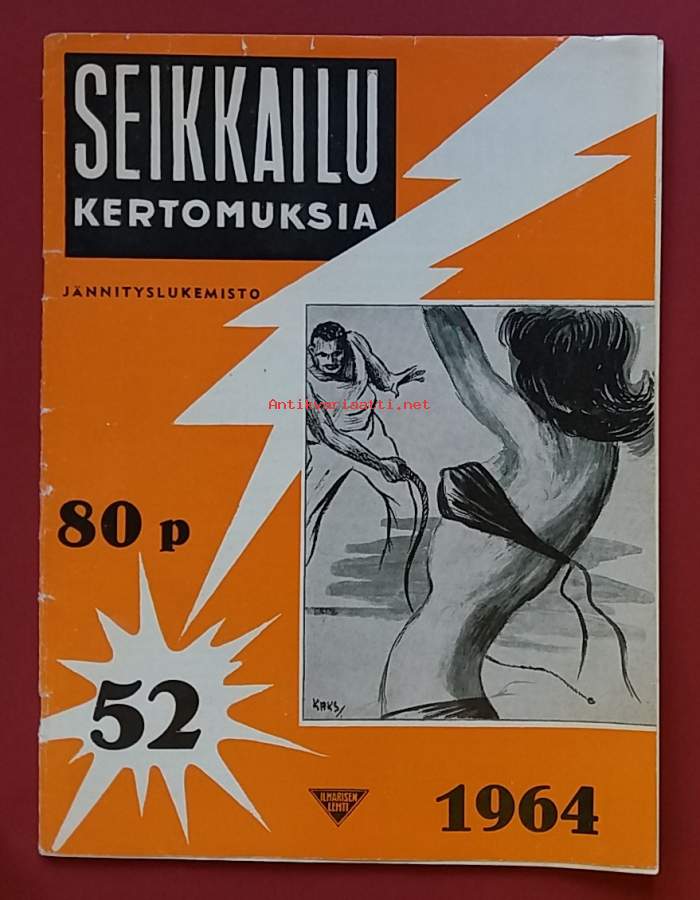 SEIKKAILU
KERTOMUKSIA
JÄNNITYSLUKEMISTO
Antikvariaatti.net
80 p
52
KAKS/
ILMARISEN
LEHTI
1964